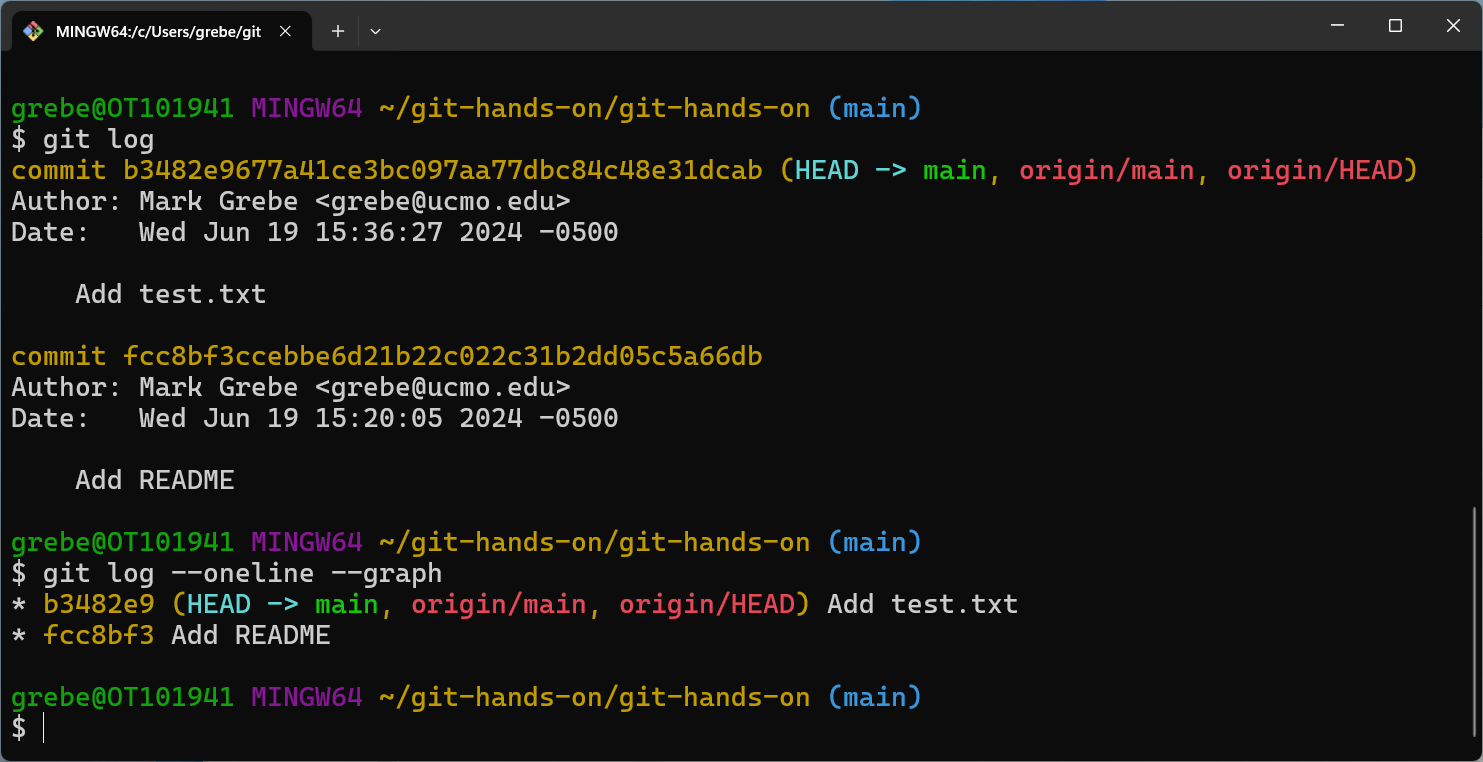 MINGW64:/c/Users/grebe/git
grebe@OT101941 MINGW64 ~/git-hands-on/git-hands-on (main)
$ git log
commit b3482e9677a41ce3bc097aa77dbc84c48e31dcab (HEAD -> main, origin/main, origin/HEAD)
Author: Mark Grebe <grebe@ucmo.edu>
Date:   Wed Jun 19 15:36:27 2024 -0500
    Add test.txt
commit fcc8bf3ccebbe6d21b22c022c31b2dd05c5a66db
Author: Mark Grebe <grebe@ucmo.edu>
Date:   Wed Jun 19 15:20:05 2024 -0500
    Add README
grebe@OT101941 MINGW64 ~/git-hands-on/git-hands-on (main)
$ git log --oneline --graph
* b3482e9 (HEAD -> main, origin/main, origin/HEAD) Add test.txt
* fcc8bf3 Add README
grebe@OT101941 MINGW64 ~/git-hands-on/git-hands-on (main)
$